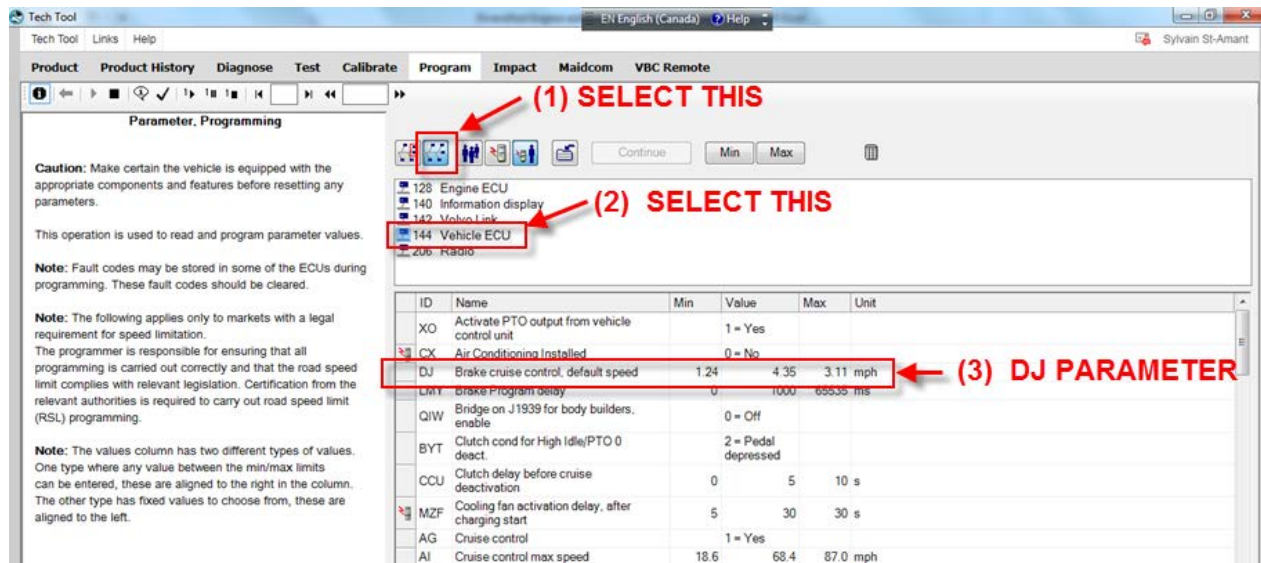 Tech Tool
EN English (Canada) Help
Tech Tool Links Help
Sylvain St-Amant
Product Product History Diagnose Test Calibrate Program Impact Maidcom VBC Remote
Parameter, Programming
Caution: Make certain the vehicle is equipped with the
appropriate components and features before resetting any
parameters.
This operation is used to read and program parameter values.
Note: Fault codes may be stored in some of the ECUs during
programming. These fault codes should be cleared.
Note: The following applies only to markets with a legal
requirement for speed limitation.
The programmer is responsible for ensuring that all
programming is carried out correctly and that the road speed
limit complies with relevant legislation. Certification from the
relevant authorities is required to carry out road speed limit
(RSL) programming.
Note: The values column has two different types of values.
One type where any value between the min/max limits
can be entered, these are aligned to the right in the column.
The other type has fixed values to choose from, these are
aligned to the left.
(1) SELECT THIS
Continue Min Max
128 Engine ECU
140 Information display
142 Volvo Link
144 Vehicle ECU
206 Radio
(2) SELECT THIS
ID Name Min Value Max Unit
XO Activate PTO output from vehicle
control unit 1 = Yes
CX Air Conditioning Installed 0 = No
DJ Brake cruise control, default speed 1.24 4.35 3.11 mph
(3) DJ PARAMETER
LMY Brake Program delay 0 1000 65535 ms
QIW Bridge on J1939 for body builders,
enable 0 = Off
BYT Clutch cond for High Idle/PTO 0
deact. 2 = Pedal
depressed
CCU Clutch delay before cruise
deactivation 0 5 10 s
MZF Cooling fan activation delay, after
charging start 5 30 30 s
AG Cruise control 1 = Yes
AI Cruise control max speed 18.6 68.4 87.0 mph